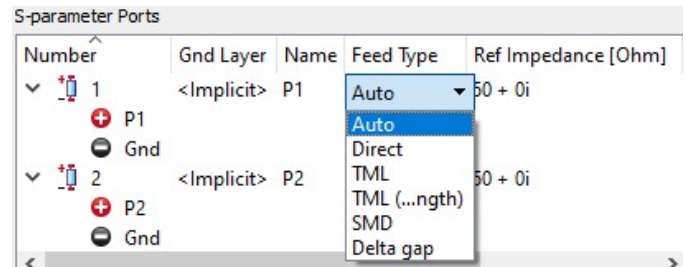 S-parameter Ports
Number Gnd Layer Name Feed Type Ref Impedance [Ohm]
1 <Implicit> P1 Auto 50 + 0i
P1 Auto
Gnd Direct
2 <Implicit> P2 TML 50 + 0i
P2 TML (...ngth)
SMD
Gnd Delta gap